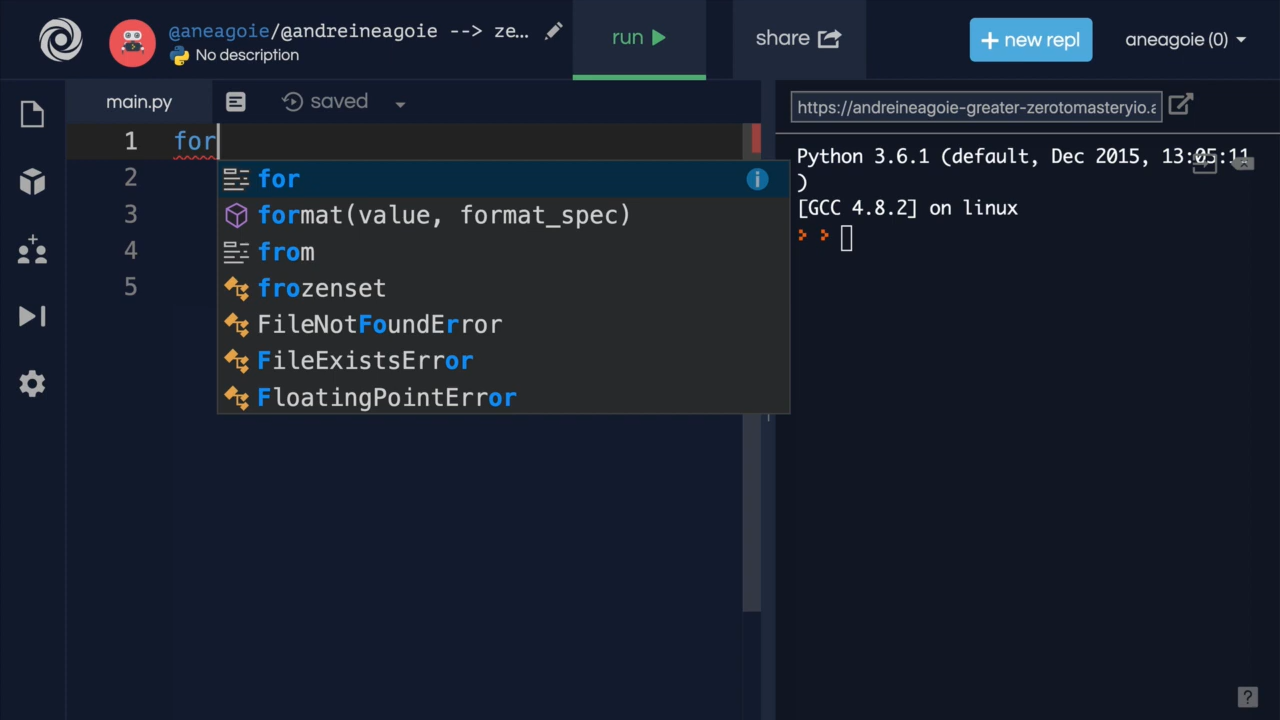 @aneagoie/@andreineagoie --> ze...
No description
run
share
+ new repl
aneagoie (0)
main.py
saved
https://andreineagoie-greater-zerotomasteryio.
1 for
2
3
4
5
for
format(value, format_spec)
from
frozenset
FileNotFoundError
FileExistsError
FloatingPointError
Python 3.6.1 (default, Dec 2015, 13:05:11
)
[GCC 4.8.2] on linux
?